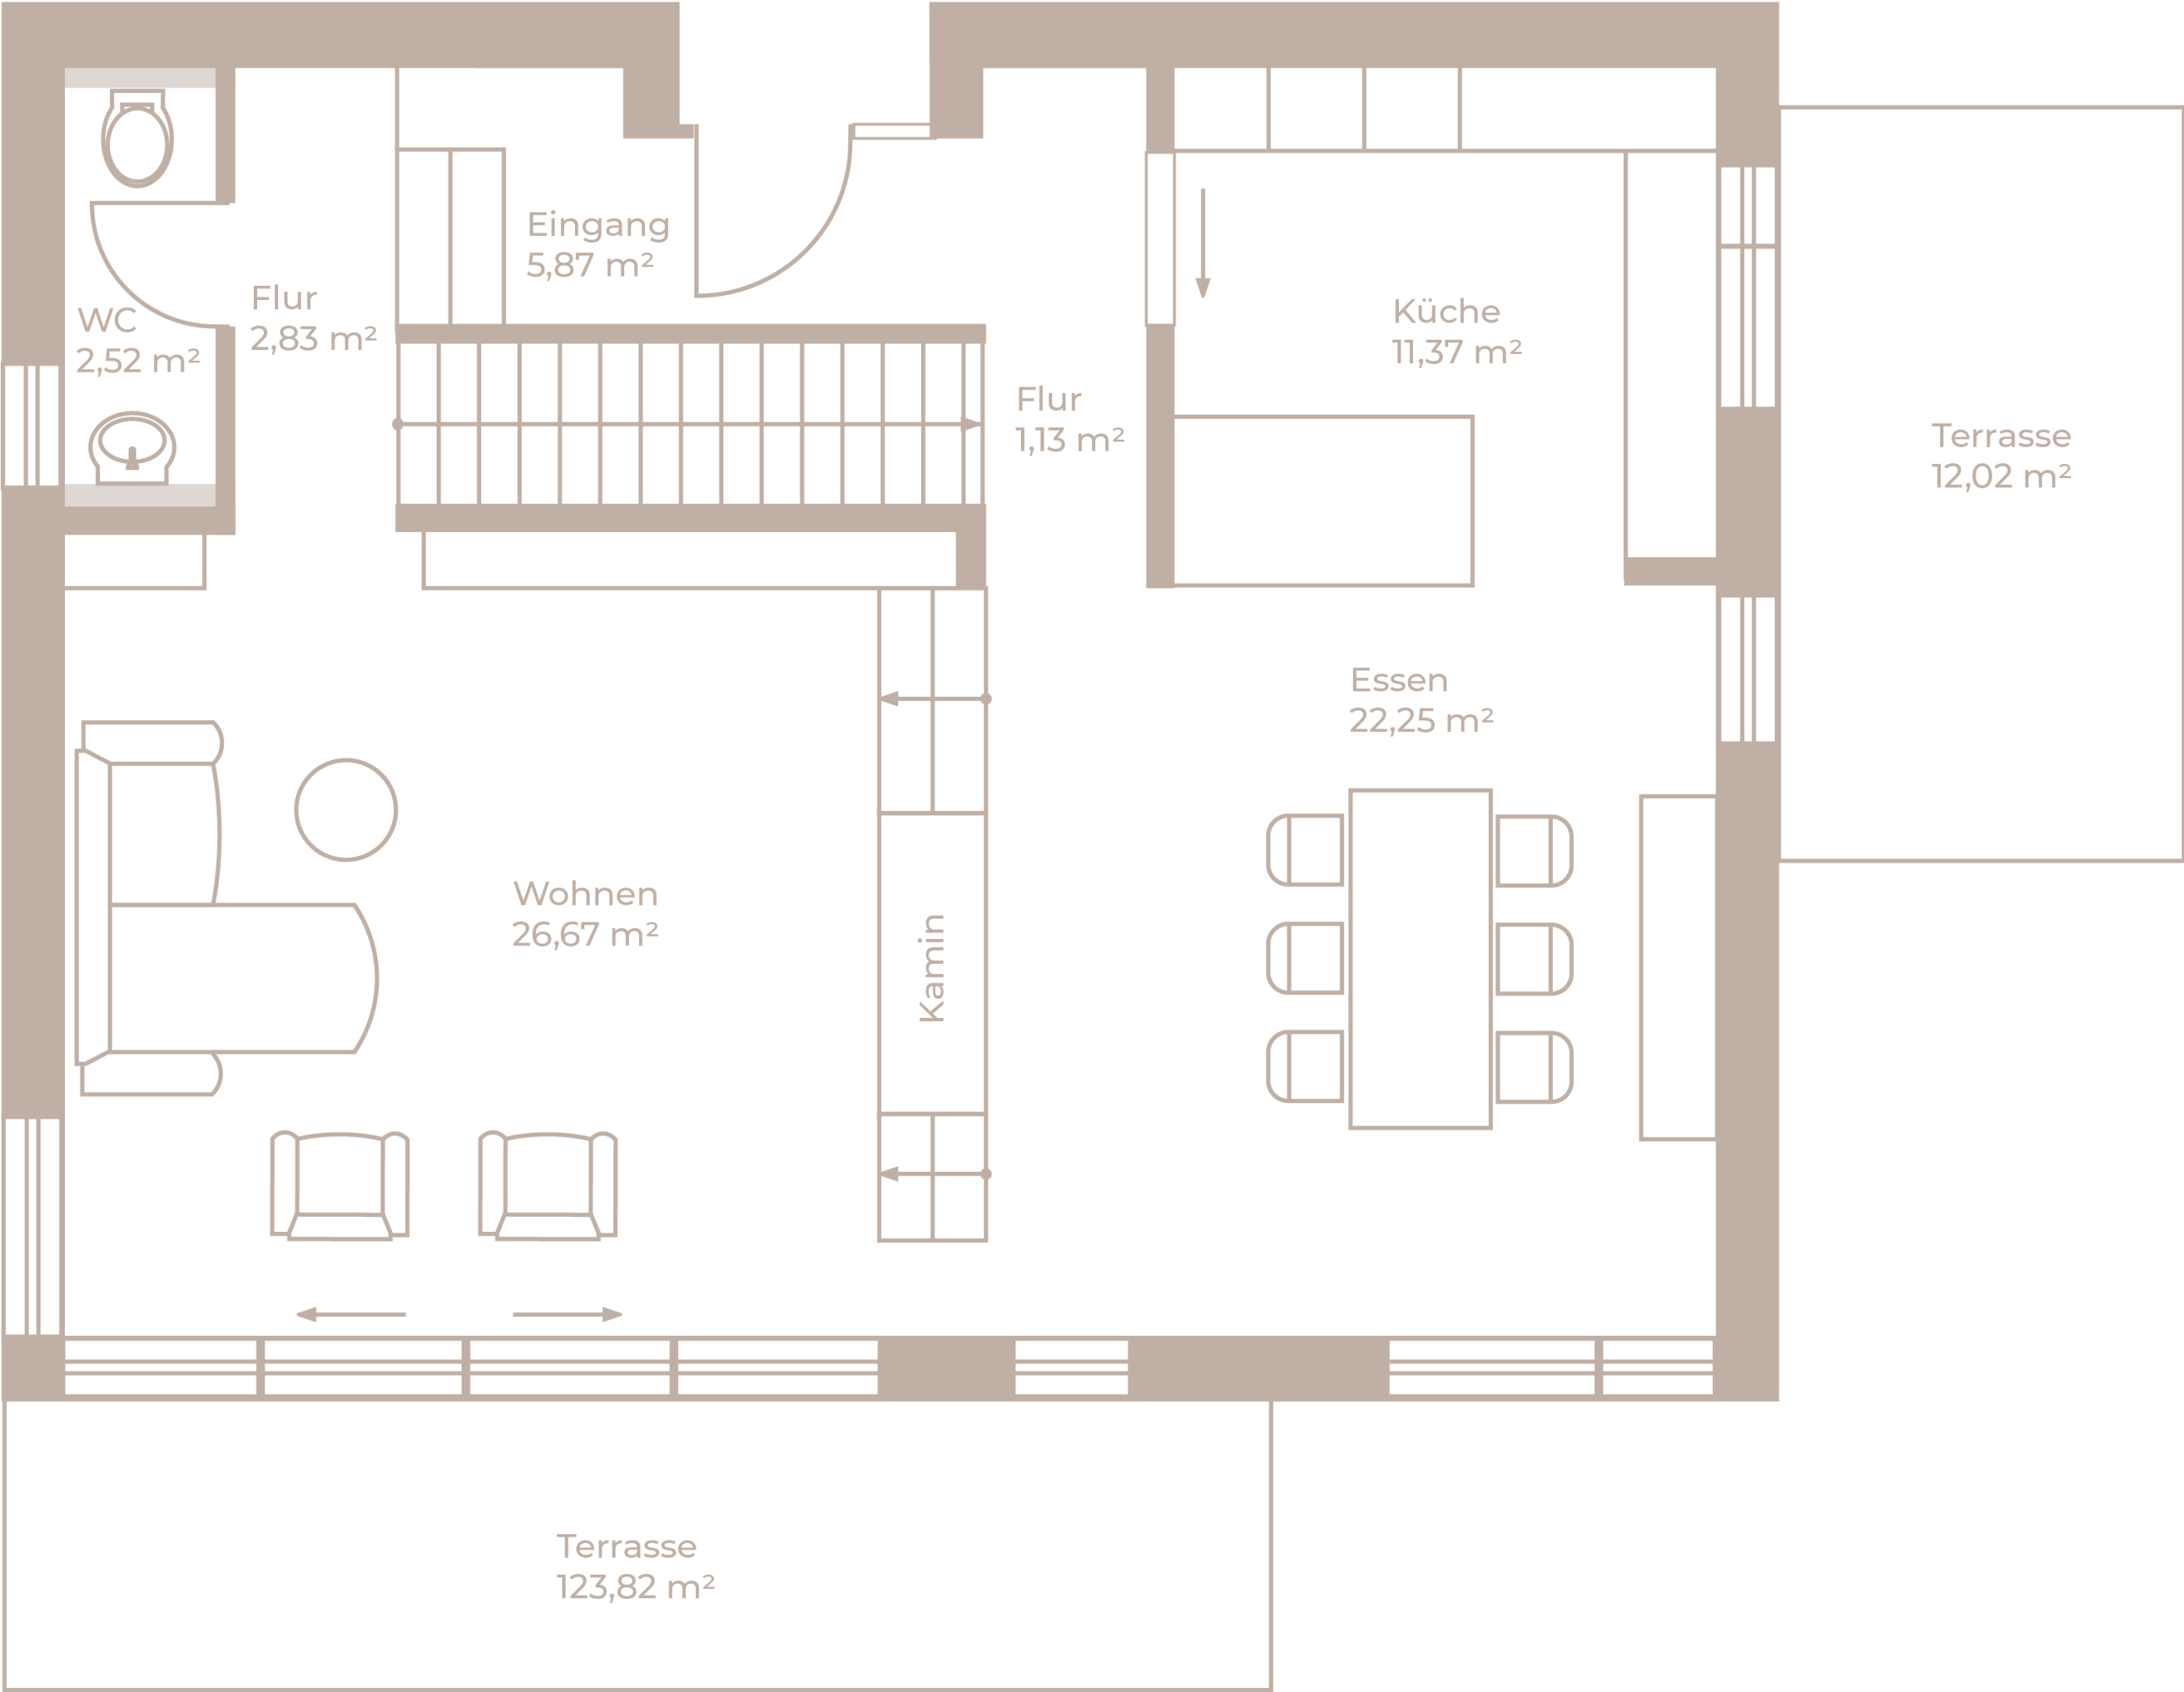 Eingang
5,87 m²
Flur
2,83 m²
WC
2,52 m²
Küche
11,37 m²
Flur
11,13 m²
Terrasse
12,02 m²
Essen
22,25 m²
Wohnen
26,67 m²
Kamin
Terrasse
123,82 m²